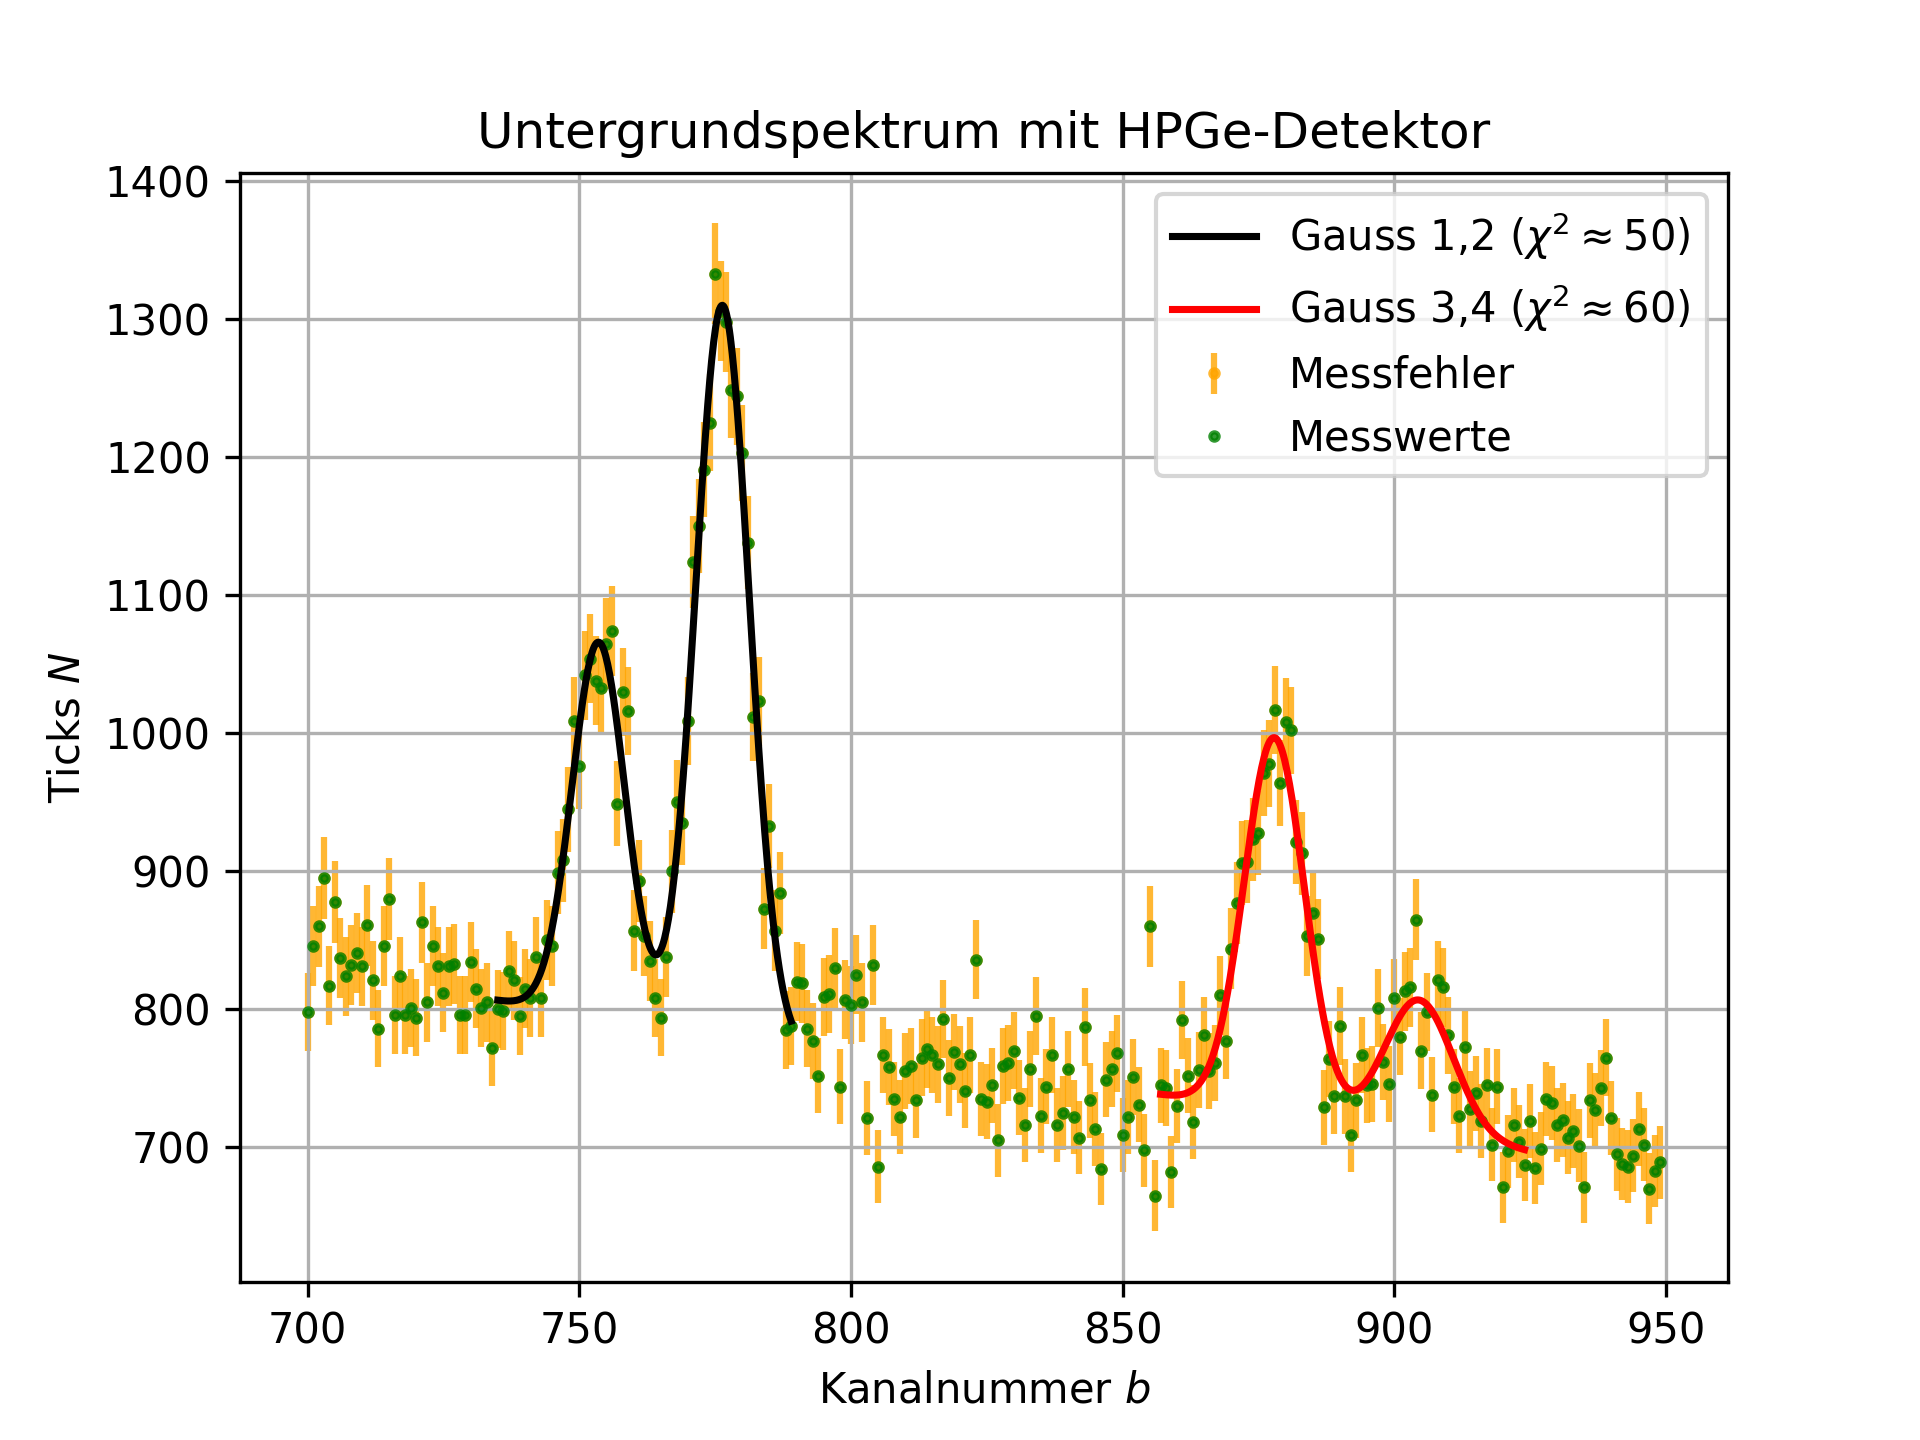 Untergrundspektrum mit HPGe-Detektor
1400
1300
1200
1100
1000
900
800
700
Ticks N
Gauss 1,2 (χ² ≈ 50)
Gauss 3,4 (χ² ≈ 60)
Messfehler
Messwerte
700 750 800 850 900 950
Kanalnummer b